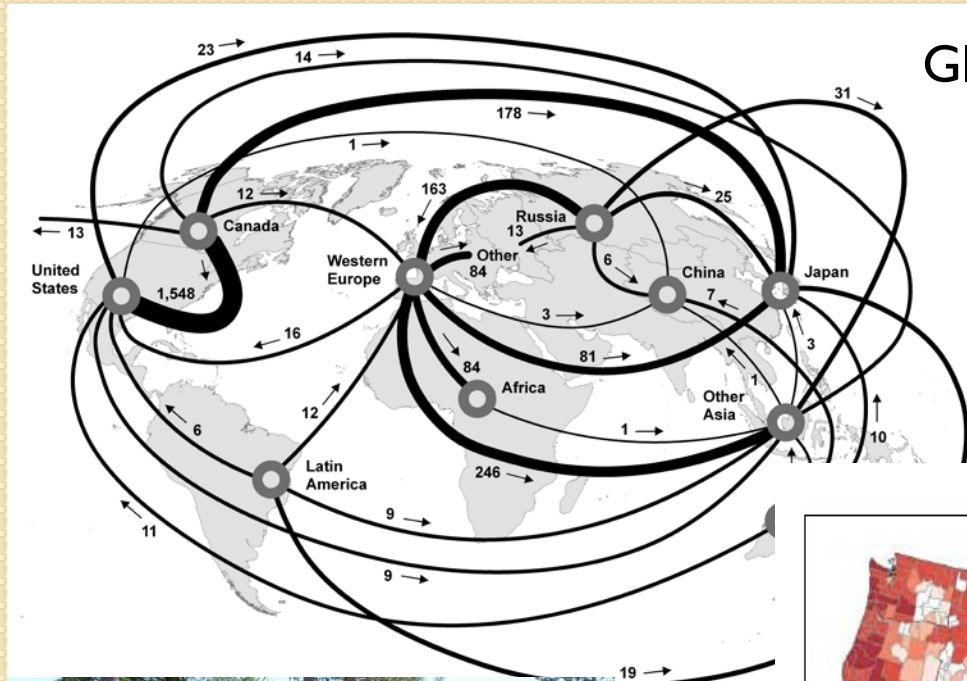 Gl
23 →
14 →
31
→
178 →
1 →
12 →
163
25
Russia
13
Canada
← 13
Other
84
Western
Europe
6
China
Japan
United
States
1,548
7
3 →
← 16
3
81 →
84
1
Africa
Other
Asia
12
6
1 →
10
Latin
America
246 →
9 →
11
9 →
19 →